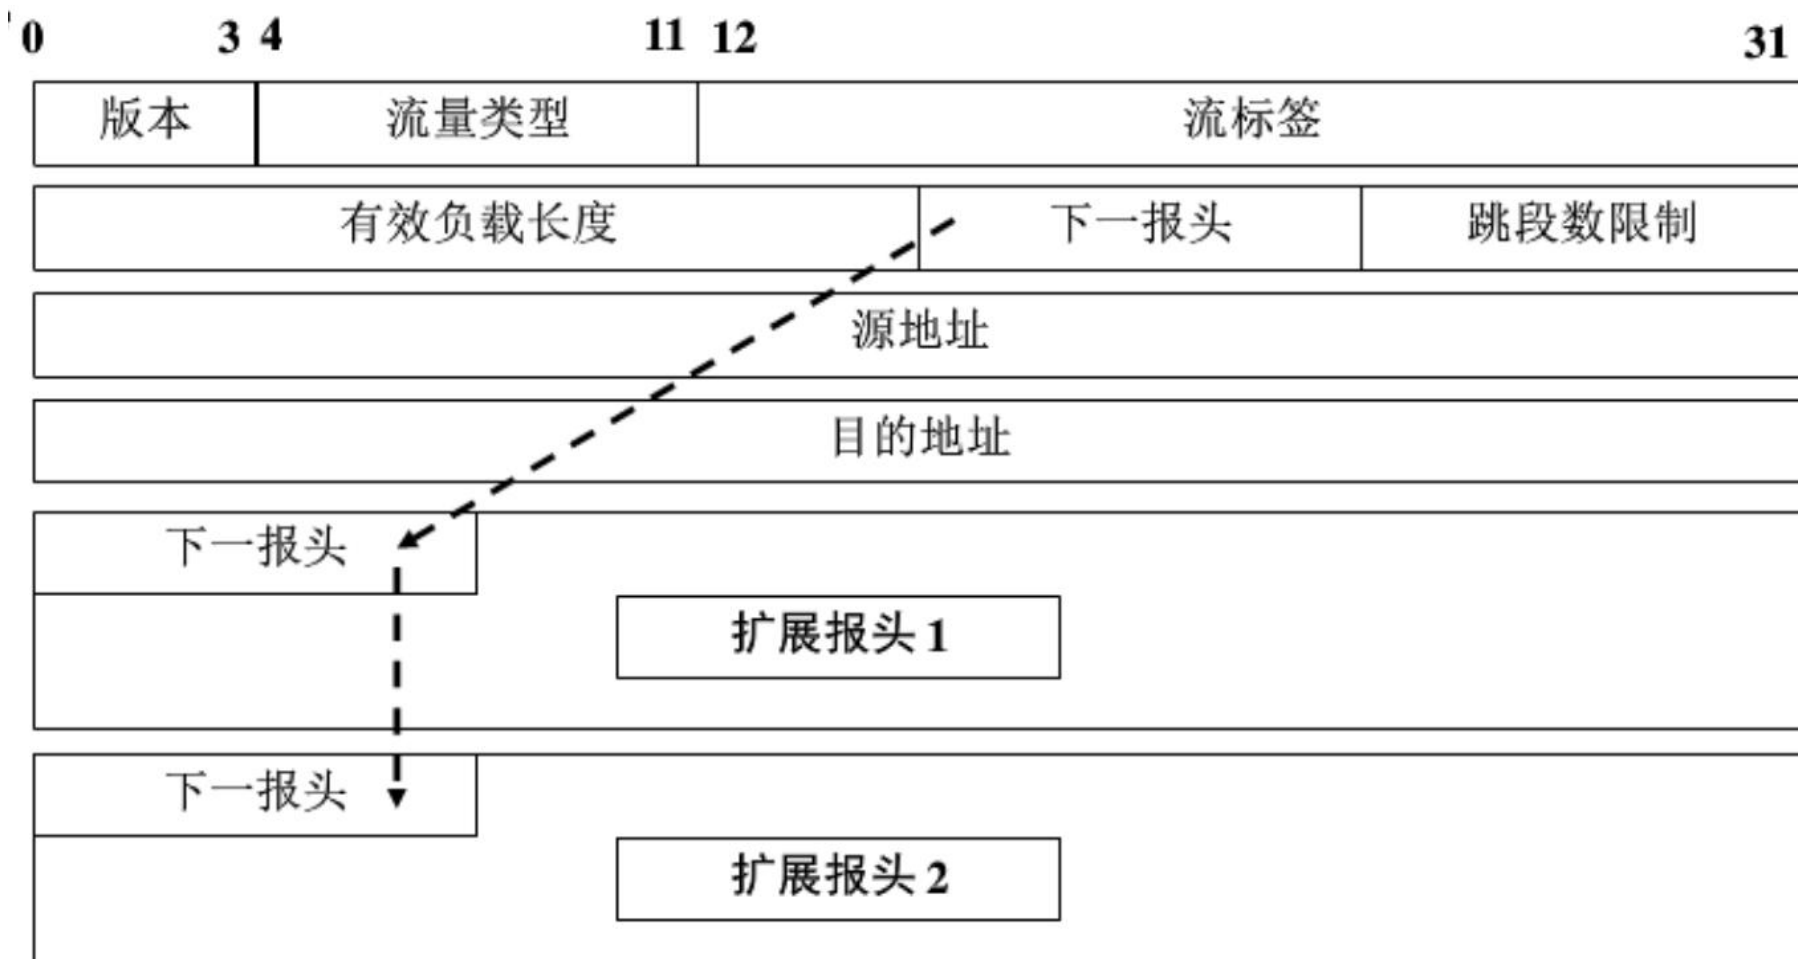 0 3 4 11 12 31
版本 流量类型 流标签
有效负载长度 下一报头 跳段数限制
源地址
目的地址
下一报头
扩展报头1
下一报头
扩展报头2